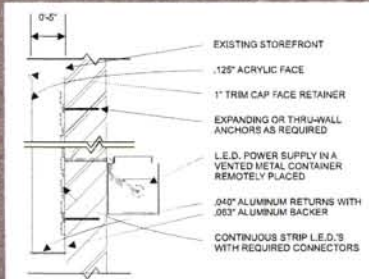 0'-5"
EXISTING STOREFRONT
.125" ACRYLIC FACE
1" TRIM CAP FACE RETAINER
EXPANDING OR THRU-WALL
ANCHORS AS REQUIRED
L.E.D. POWER SUPPLY IN A
VENTED METAL CONTAINER
REMOTELY PLACED
.040" ALUMINUM RETURNS WITH
.063" ALUMINUM BACKER
CONTINUOUS STRIP L.E.D.'S
WITH REQUIRED CONNECTORS